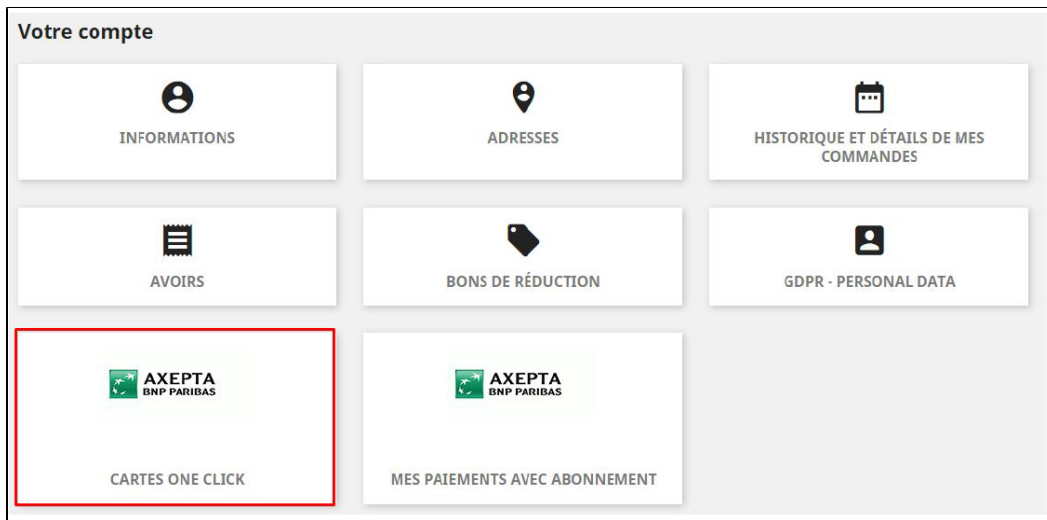 Votre compte
INFORMATIONS
ADRESSES
HISTORIQUE ET DÉTAILS DE MES
COMMANDES
AVOIRS
BONS DE RÉDUCTION
GDPR - PERSONAL DATA
AXEPTA
BNP PARIBAS
CARTES ONE CLICK
AXEPTA
BNP PARIBAS
MES PAIEMENTS AVEC ABONNEMENT